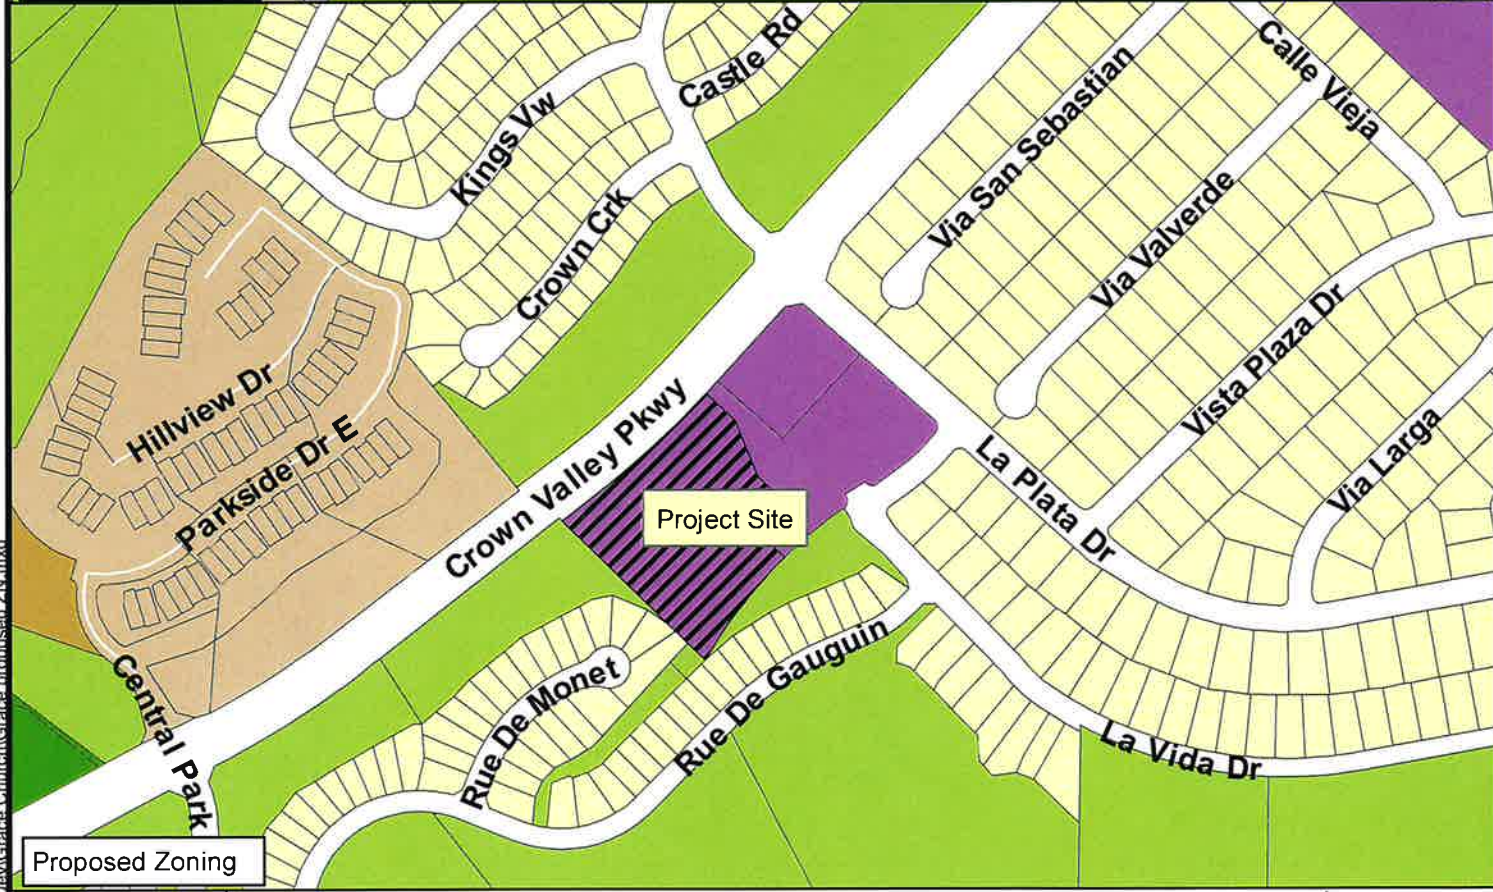 Castle Rd
Calle Vieja
Kings Vw
Via San Sebastian
Crown Crk
Via Valverde
Hillview Dr
Vista Plaza Dr
Parkside Dr E
Crown Valley Pkwy
Via Larga
La Plata Dr
Project Site
Central Park
Rue De Monet
Rue De Gauguin
La Vida Dr
Proposed Zoning